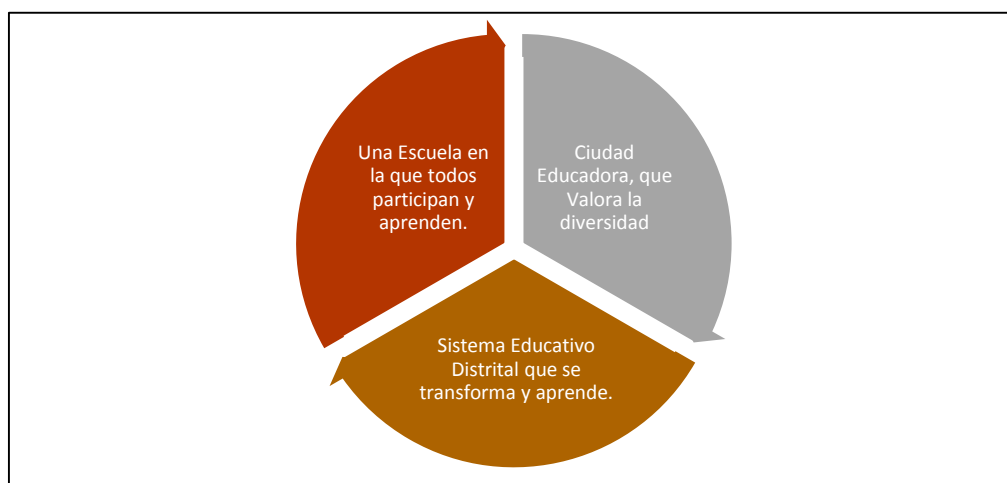 Una Escuela en
la que todos
participan y
aprenden.
Ciudad
Educadora, que
Valora la
diversidad
Sistema Educativo
Distrital que se
transforma y aprende.